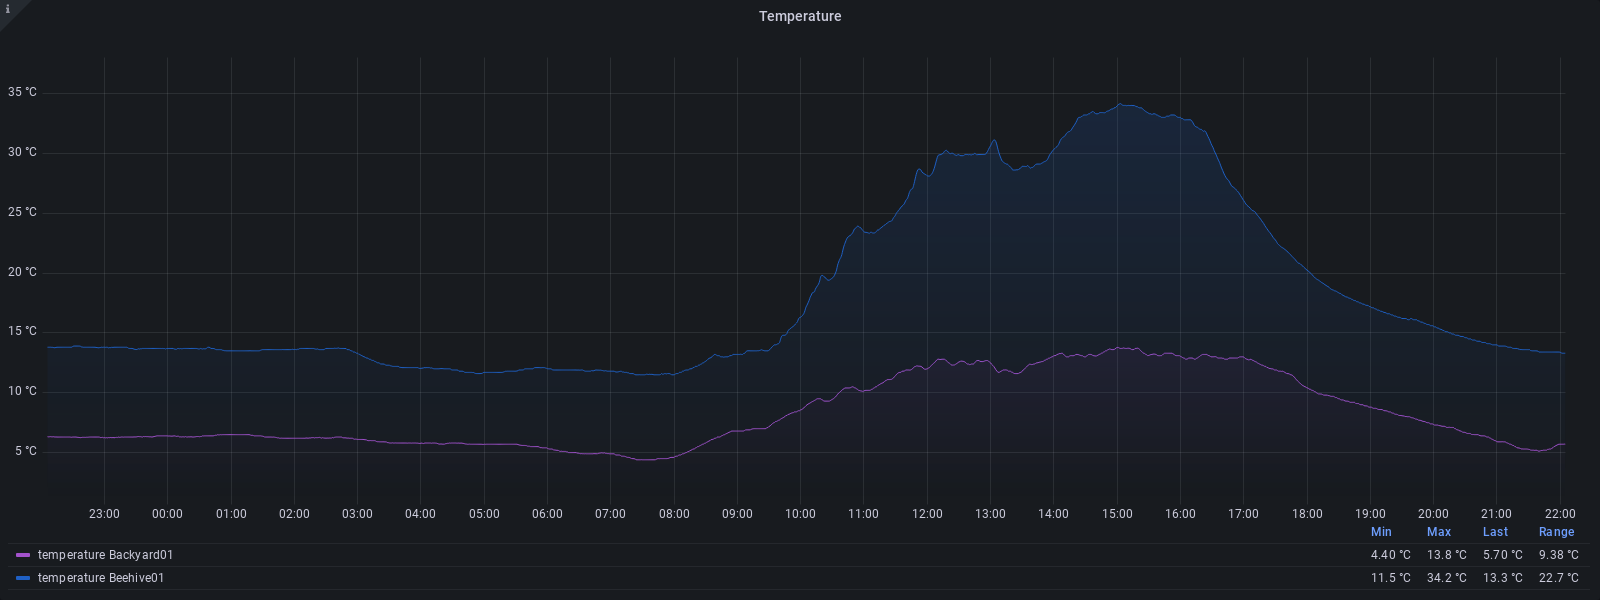 i
Temperature
35 °C
30 °C
25 °C
20 °C
15 °C
10 °C
5 °C
23:00 00:00 01:00 02:00 03:00 04:00 05:00 06:00 07:00 08:00 09:00 10:00 11:00 12:00 13:00 14:00 15:00 16:00 17:00 18:00 19:00 20:00 21:00 22:00
Min Max Last Range
temperature Backyard01 4.40 °C 13.8 °C 5.70 °C 9.38 °C
temperature Beehive01 11.5 °C 34.2 °C 13.3 °C 22.7 °C